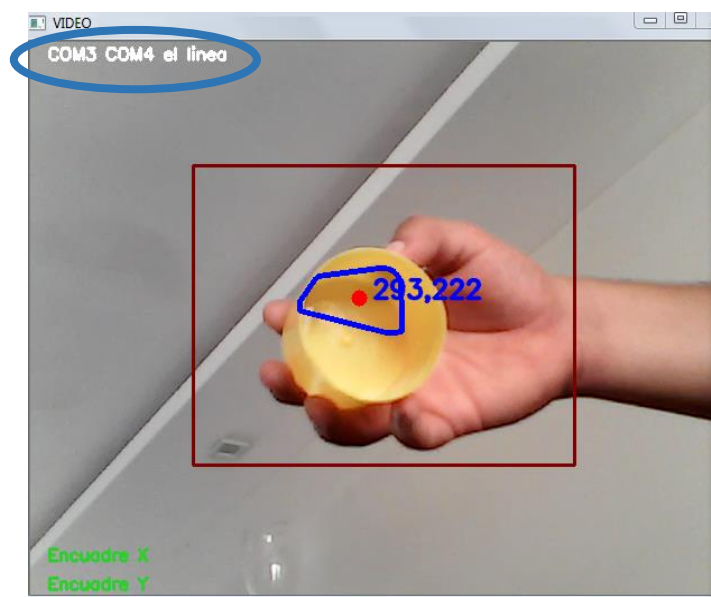 VIDEO
COM3 COM4 el linea
293,222
Encuadre X
Encuadre Y